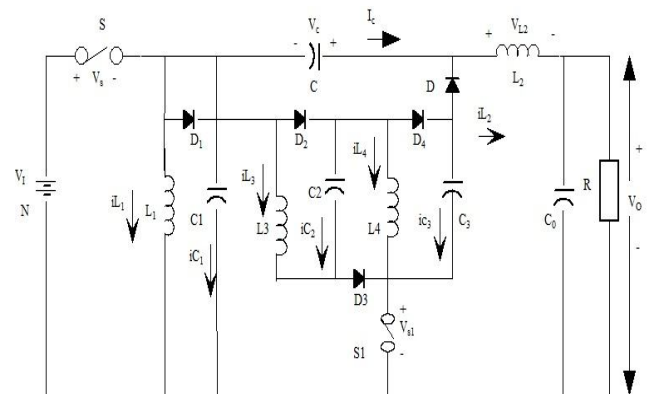 S
V_c
I_c
V_L2
- +
+ -
+ V_s -
C
D
L_2
D_1
D_2
D_4
iL_2
V_I
N
iL_1
L_1
C1
iC_1
iL_3
L3
C2
iC_2
iL_4
L4
ic_3
C_3
D3
C_0
R
+
V_O
-
+
V_s1
S1
-